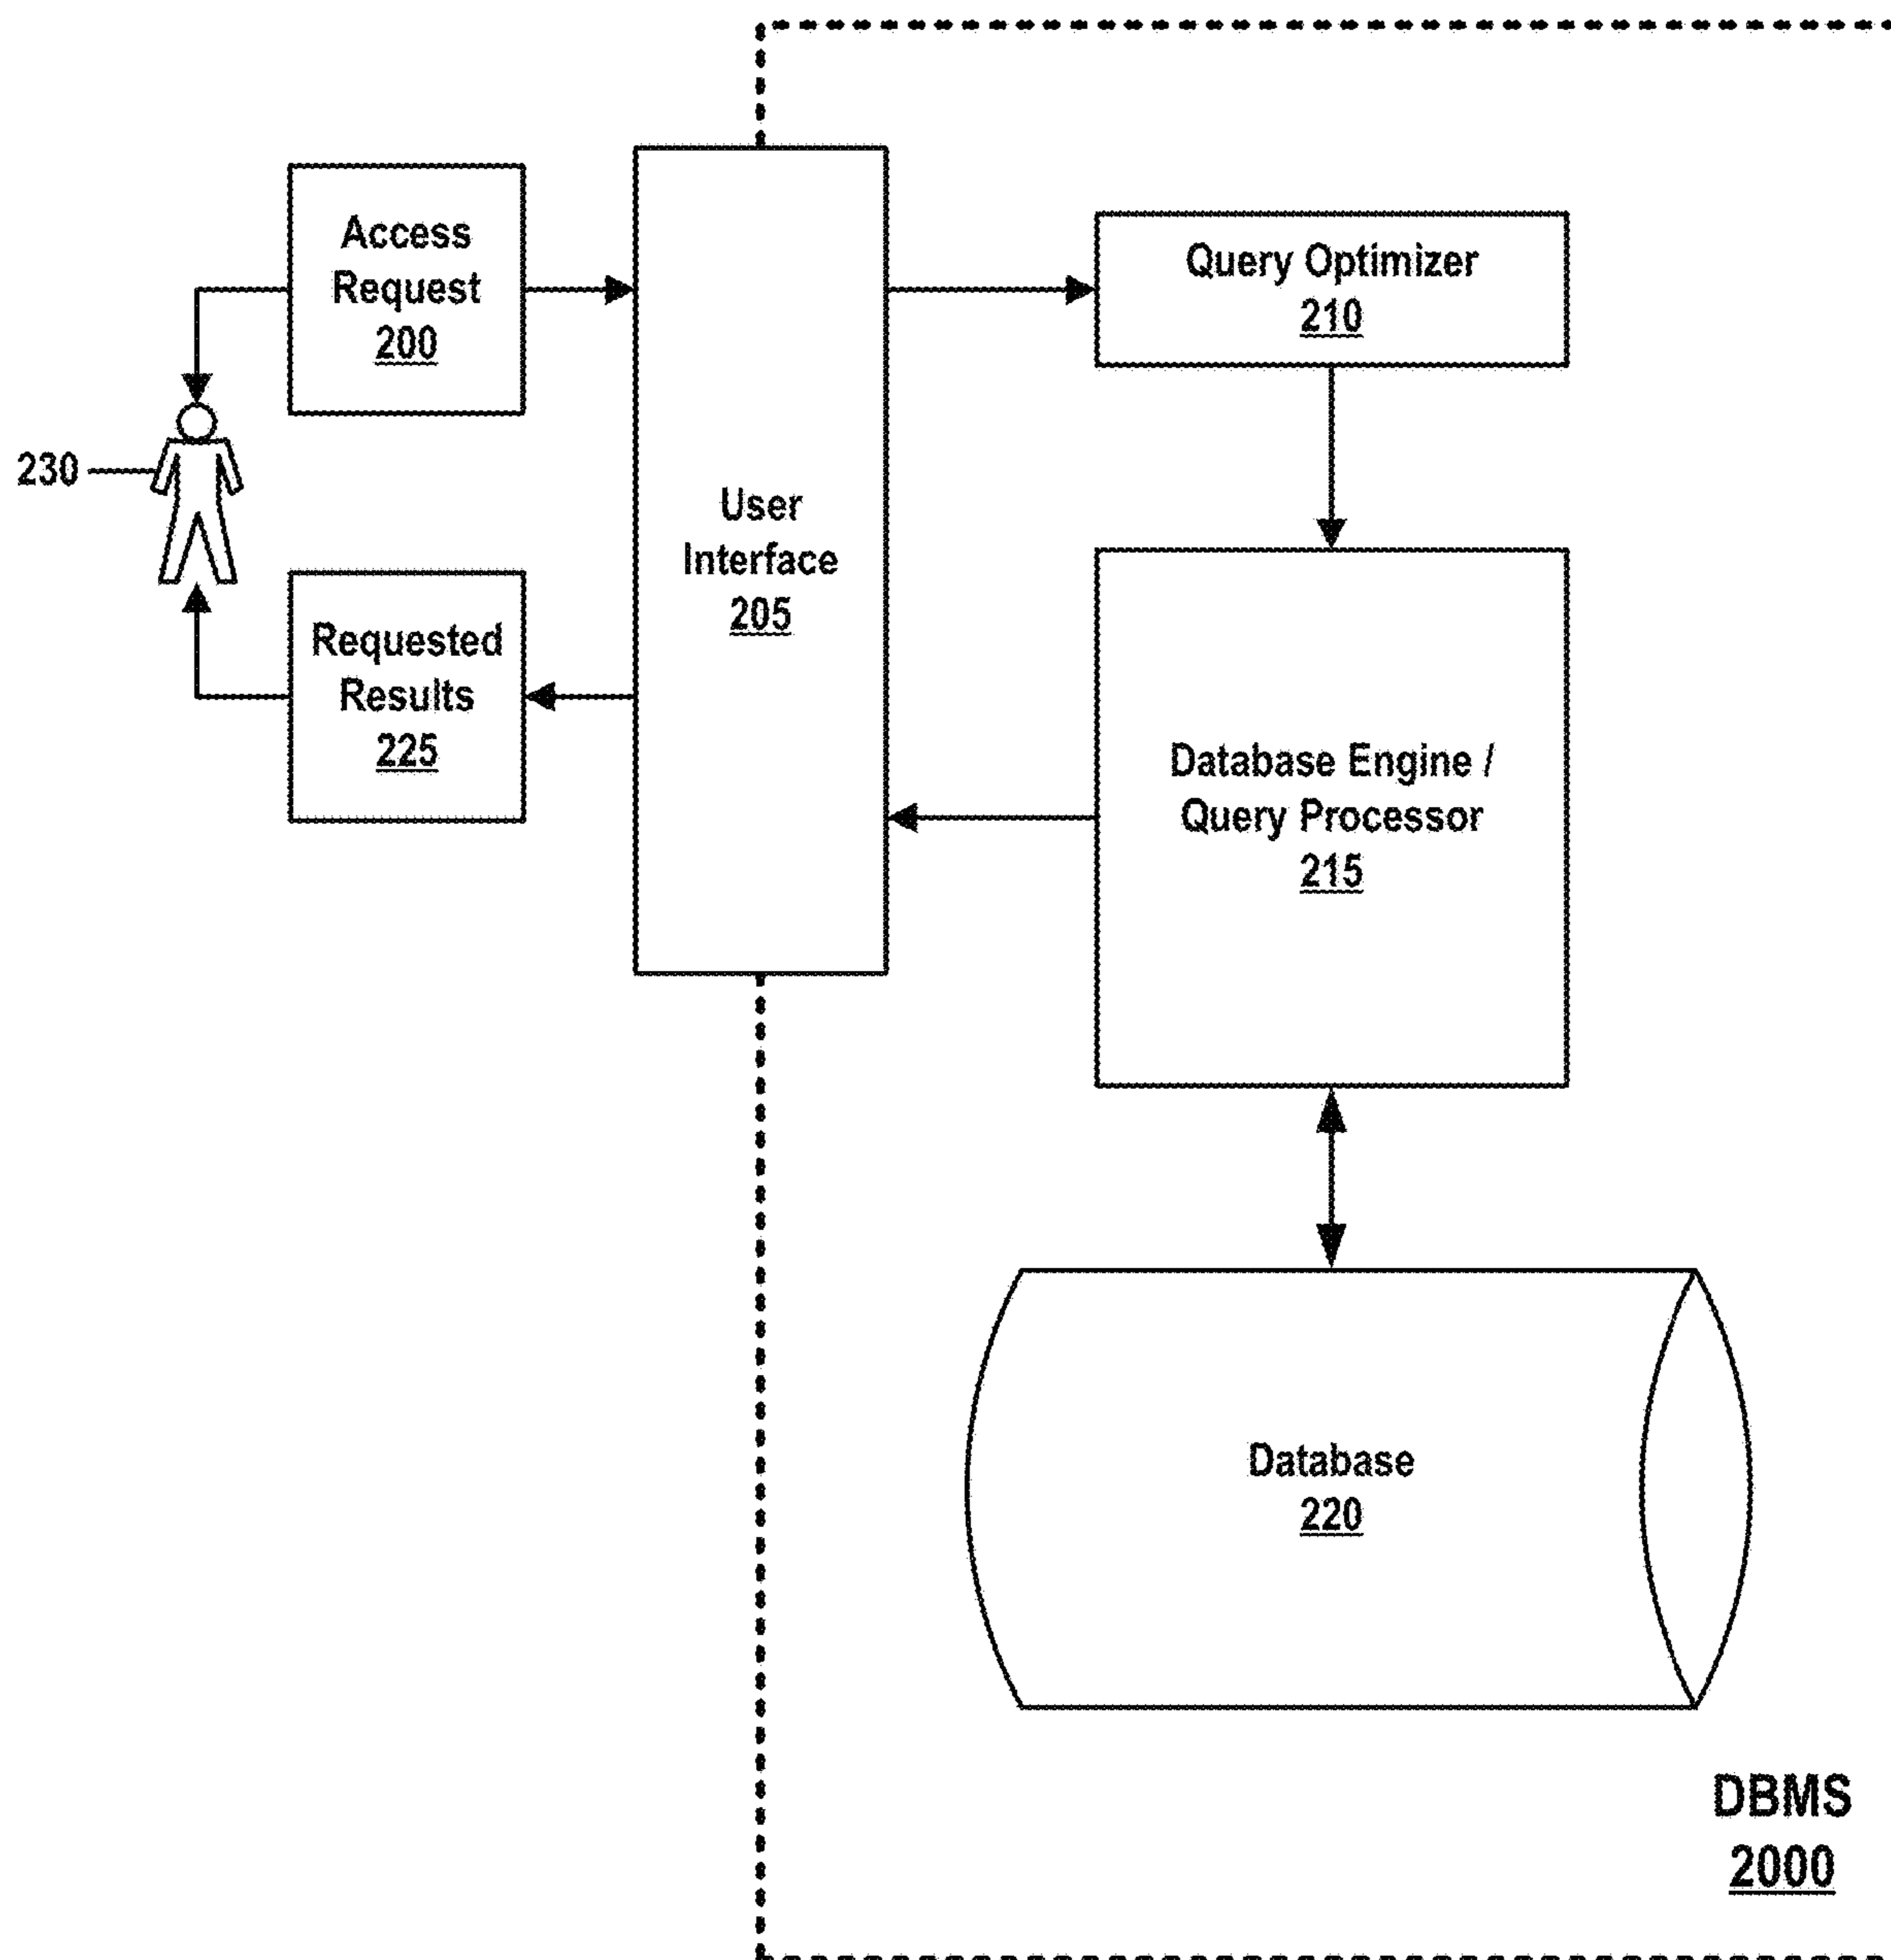 Access
Request
200
230
Requested
Results
225
User
Interface
205
Query Optimizer
210
Database Engine /
Query Processor
215
Database
220
DBMS
2000